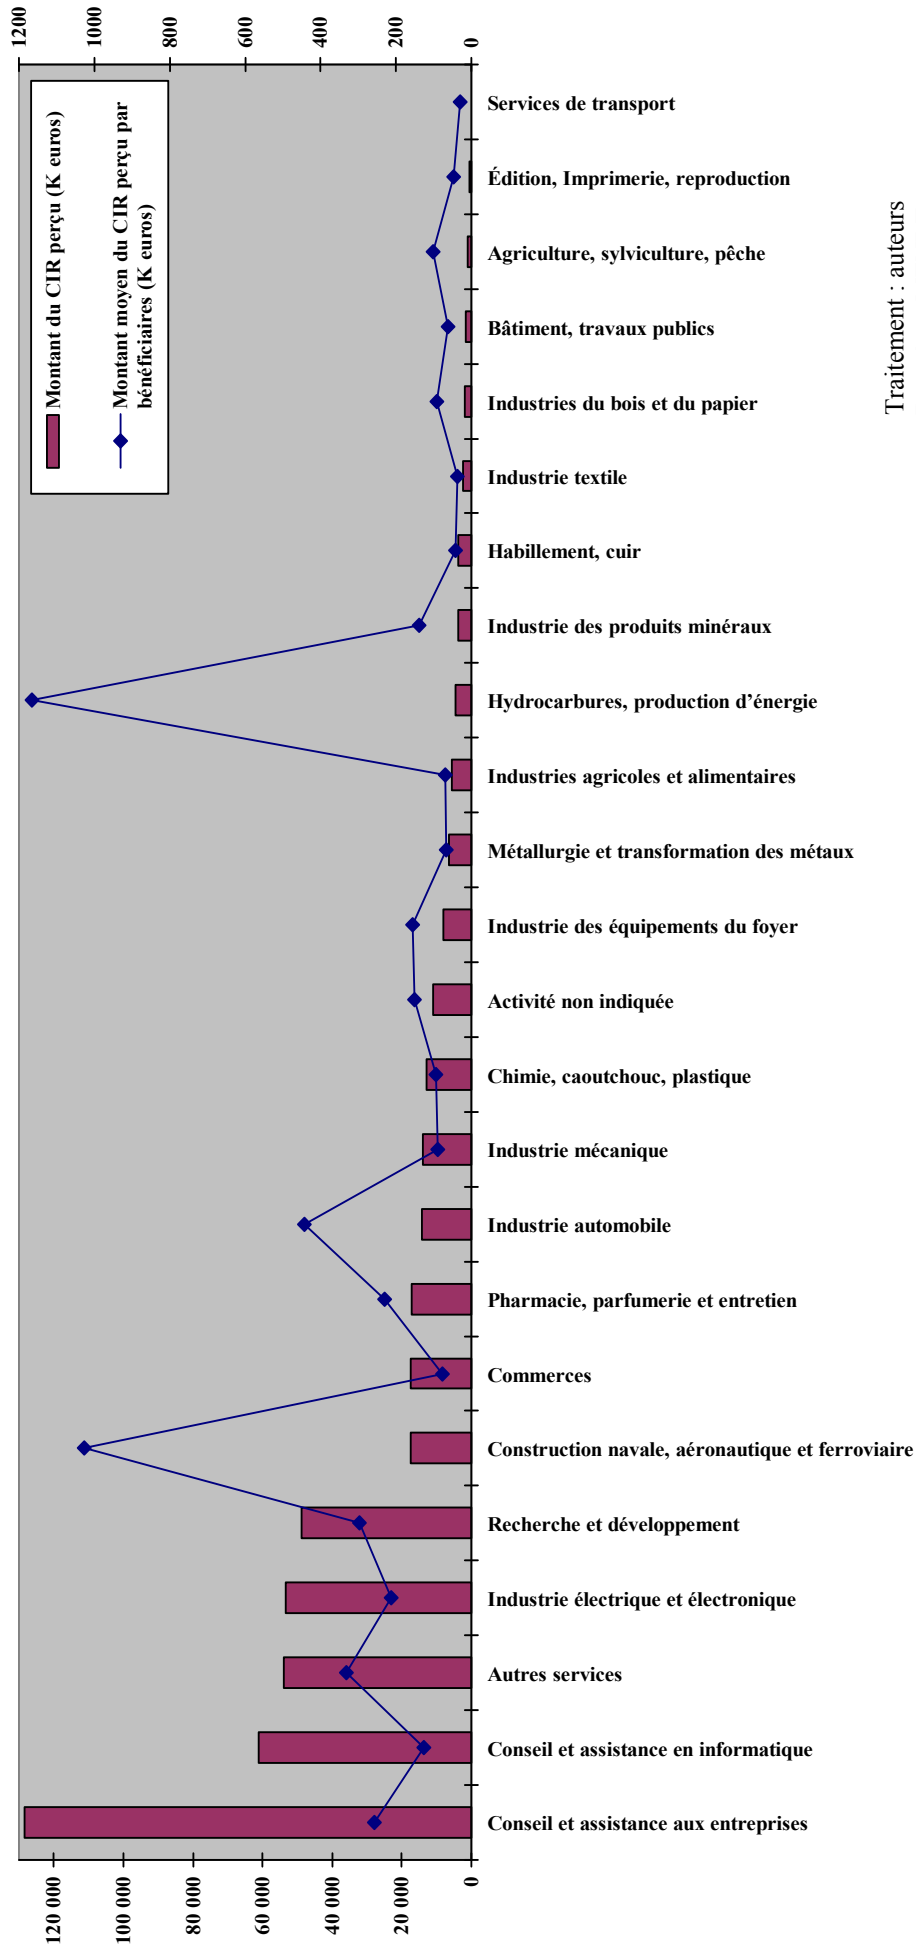 1200
1000
800
600
400
200
0
Montant du CIR perçu (K euros)
Montant moyen du CIR perçu par
bénéficiaires (K euros)
Services de transport
Édition, Imprimerie, reproduction
Agriculture, sylviculture, pêche
Bâtiment, travaux publics
Industries du bois et du papier
Industrie textile
Habillement, cuir
Industrie des produits minéraux
Hydrocarbures, production d’énergie
Industries agricoles et alimentaires
Métallurgie et transformation des métaux
Industrie des équipements du foyer
Activité non indiquée
Chimie, caoutchouc, plastique
Industrie mécanique
Industrie automobile
Pharmacie, parfumerie et entretien
Commerces
Construction navale, aéronautique et ferroviaire
Recherche et développement
Industrie électrique et électronique
Autres services
Conseil et assistance en informatique
Conseil et assistance aux entreprises
120 000
100 000
80 000
60 000
40 000
20 000
0
Traitement : auteurs